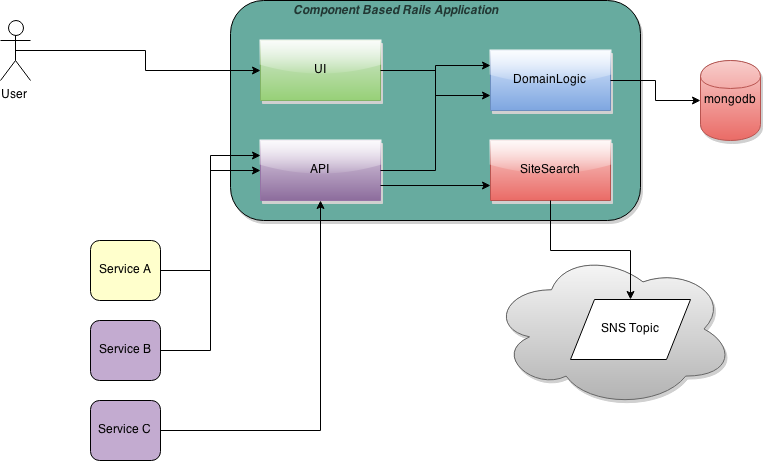 Component Based Rails Application
UI
DomainLogic
mongodb
User
API
SiteSearch
Service A
SNS Topic
Service B
Service C